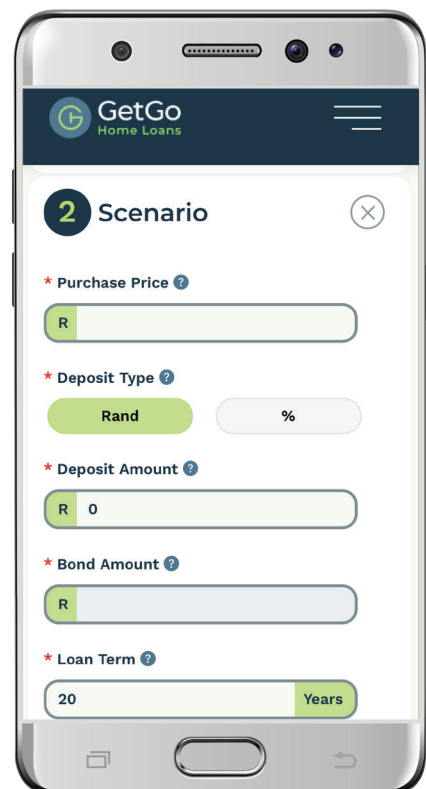 GetGo
Home Loans
2 Scenario
* Purchase Price ?
R
* Deposit Type ?
Rand %
* Deposit Amount ?
R 0
* Bond Amount ?
R
* Loan Term ?
20 Years